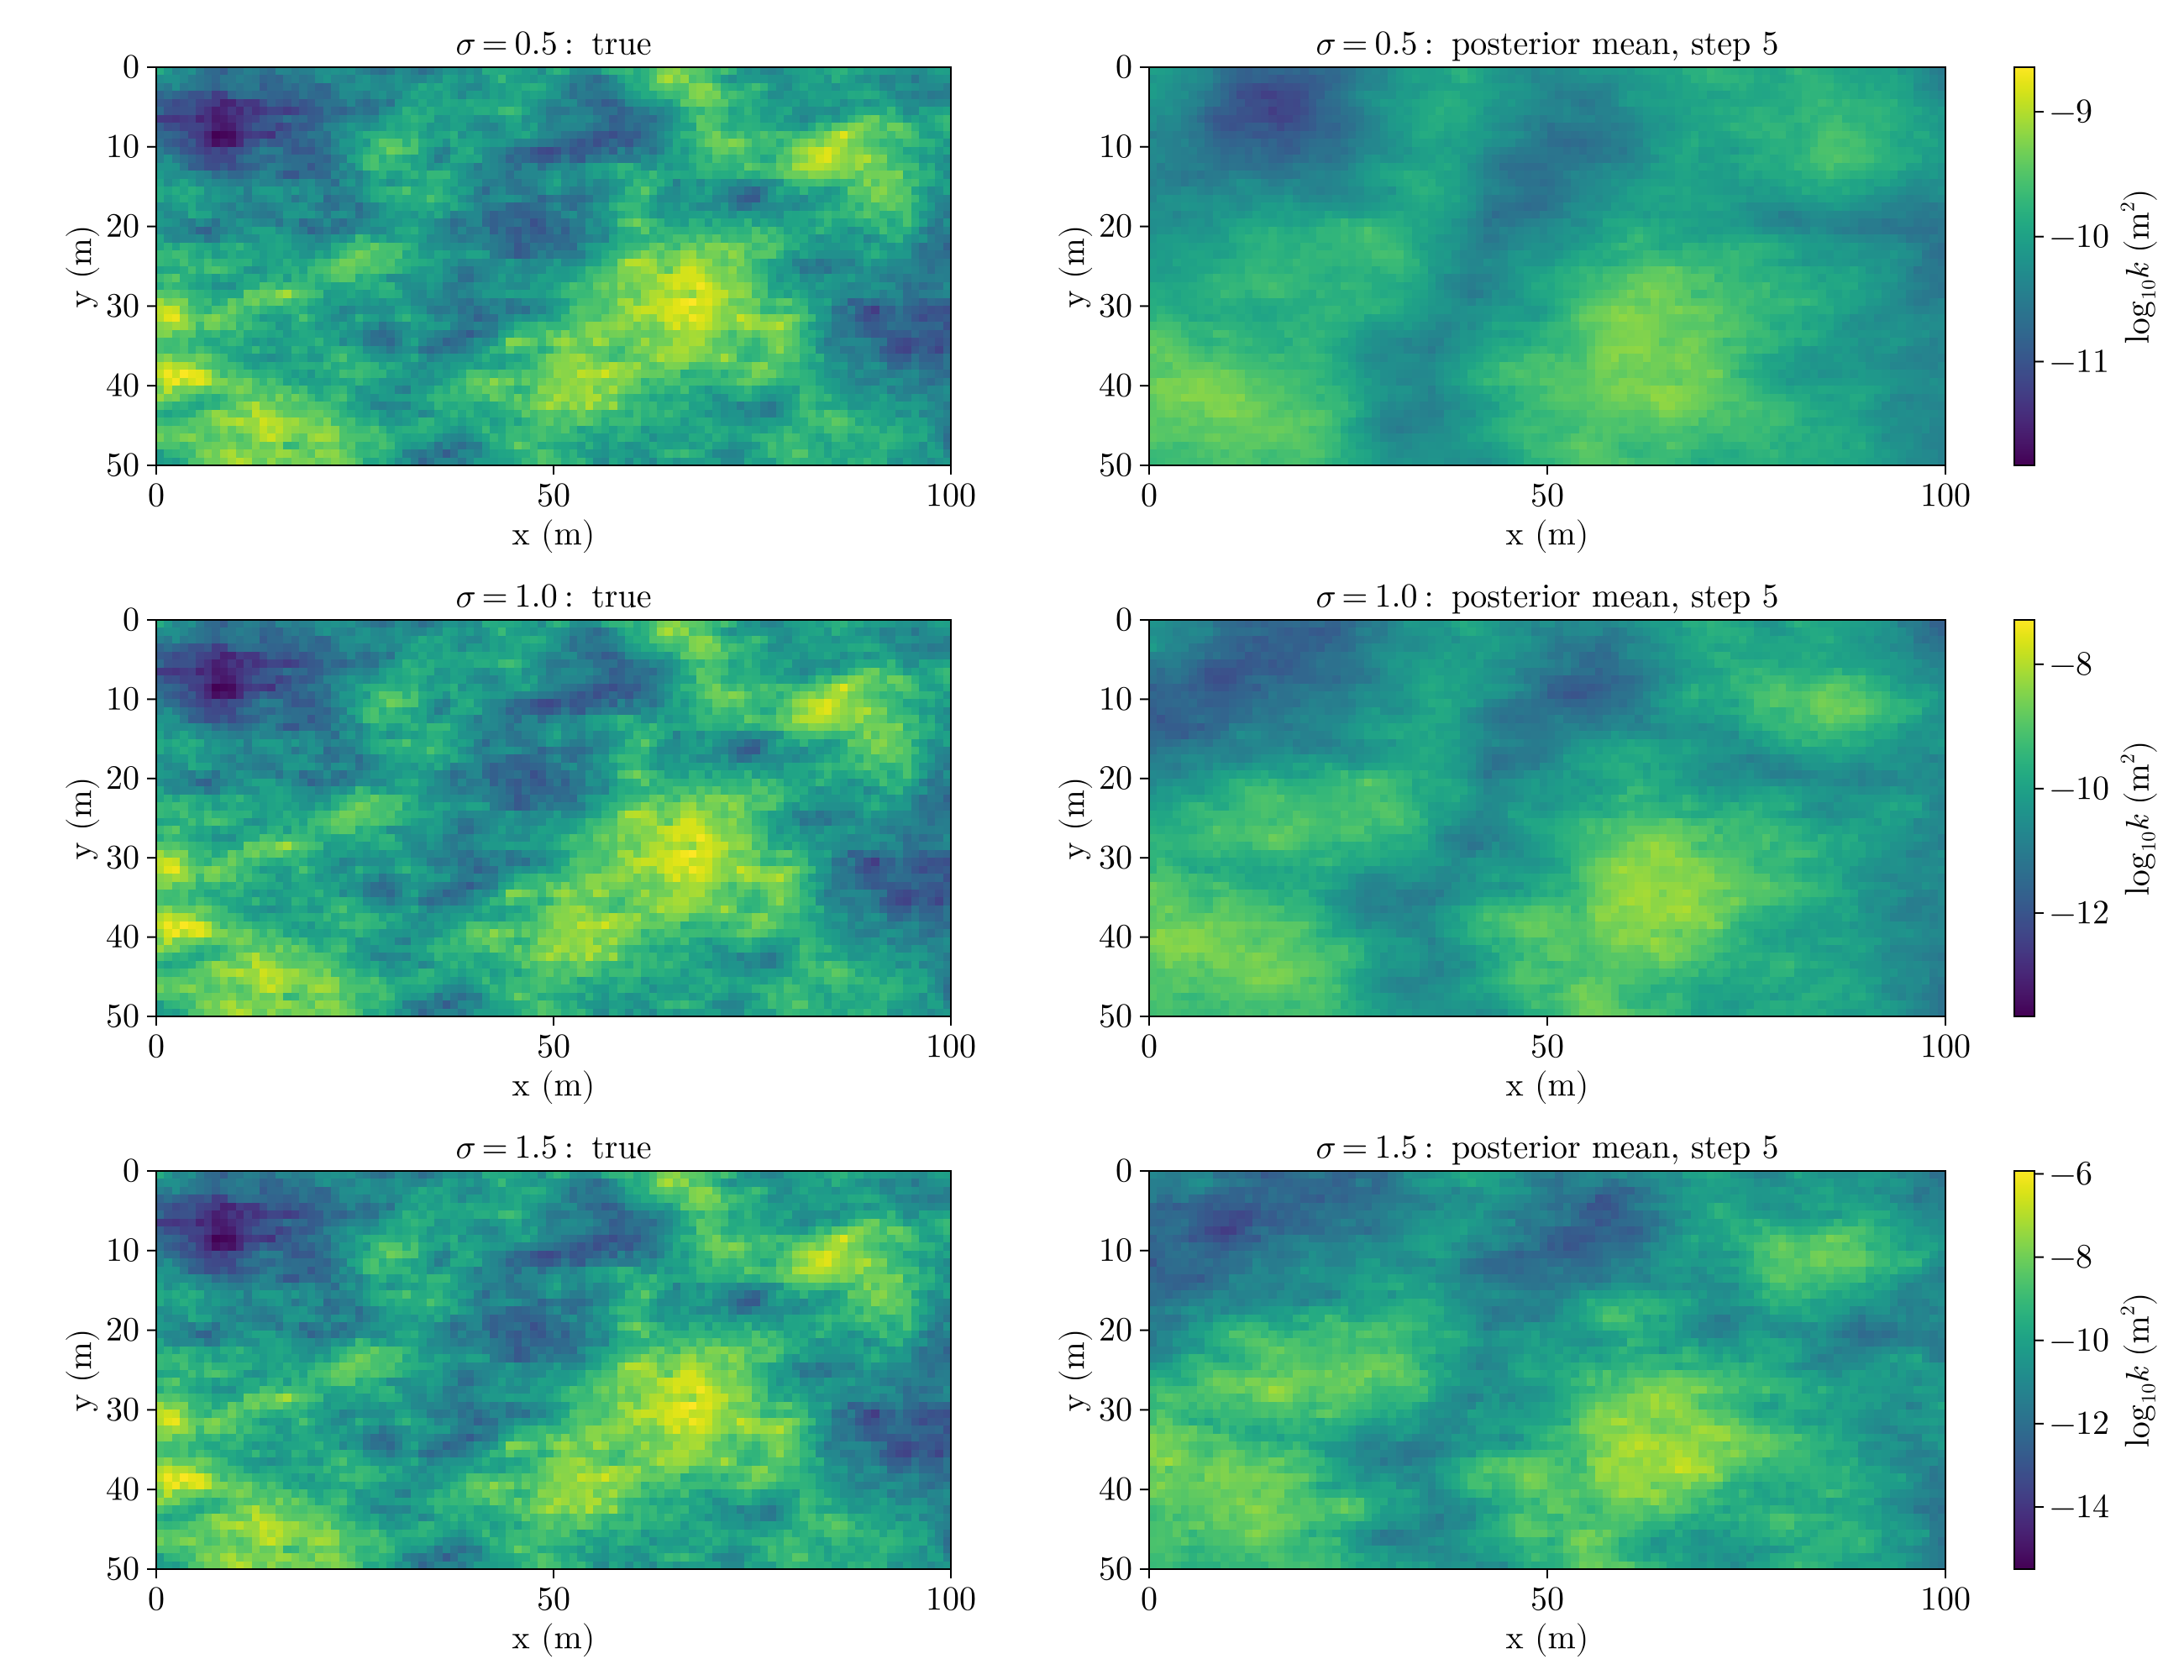 σ = 0.5 : true
0
10
20
30
40
50
y (m)
0 50 100
x (m)
σ = 0.5 : posterior mean, step 5
0
10
20
30
40
50
y (m)
0 50 100
x (m)
−9
−10
−11
log₁₀k (m²)
σ = 1.0 : true
0
10
20
30
40
50
y (m)
0 50 100
x (m)
σ = 1.0 : posterior mean, step 5
0
10
20
30
40
50
y (m)
0 50 100
x (m)
−8
−10
−12
log₁₀k (m²)
σ = 1.5 : true
0
10
20
30
40
50
y (m)
0 50 100
x (m)
σ = 1.5 : posterior mean, step 5
0
10
20
30
40
50
y (m)
0 50 100
x (m)
−6
−8
−10
−12
−14
log₁₀k (m²)